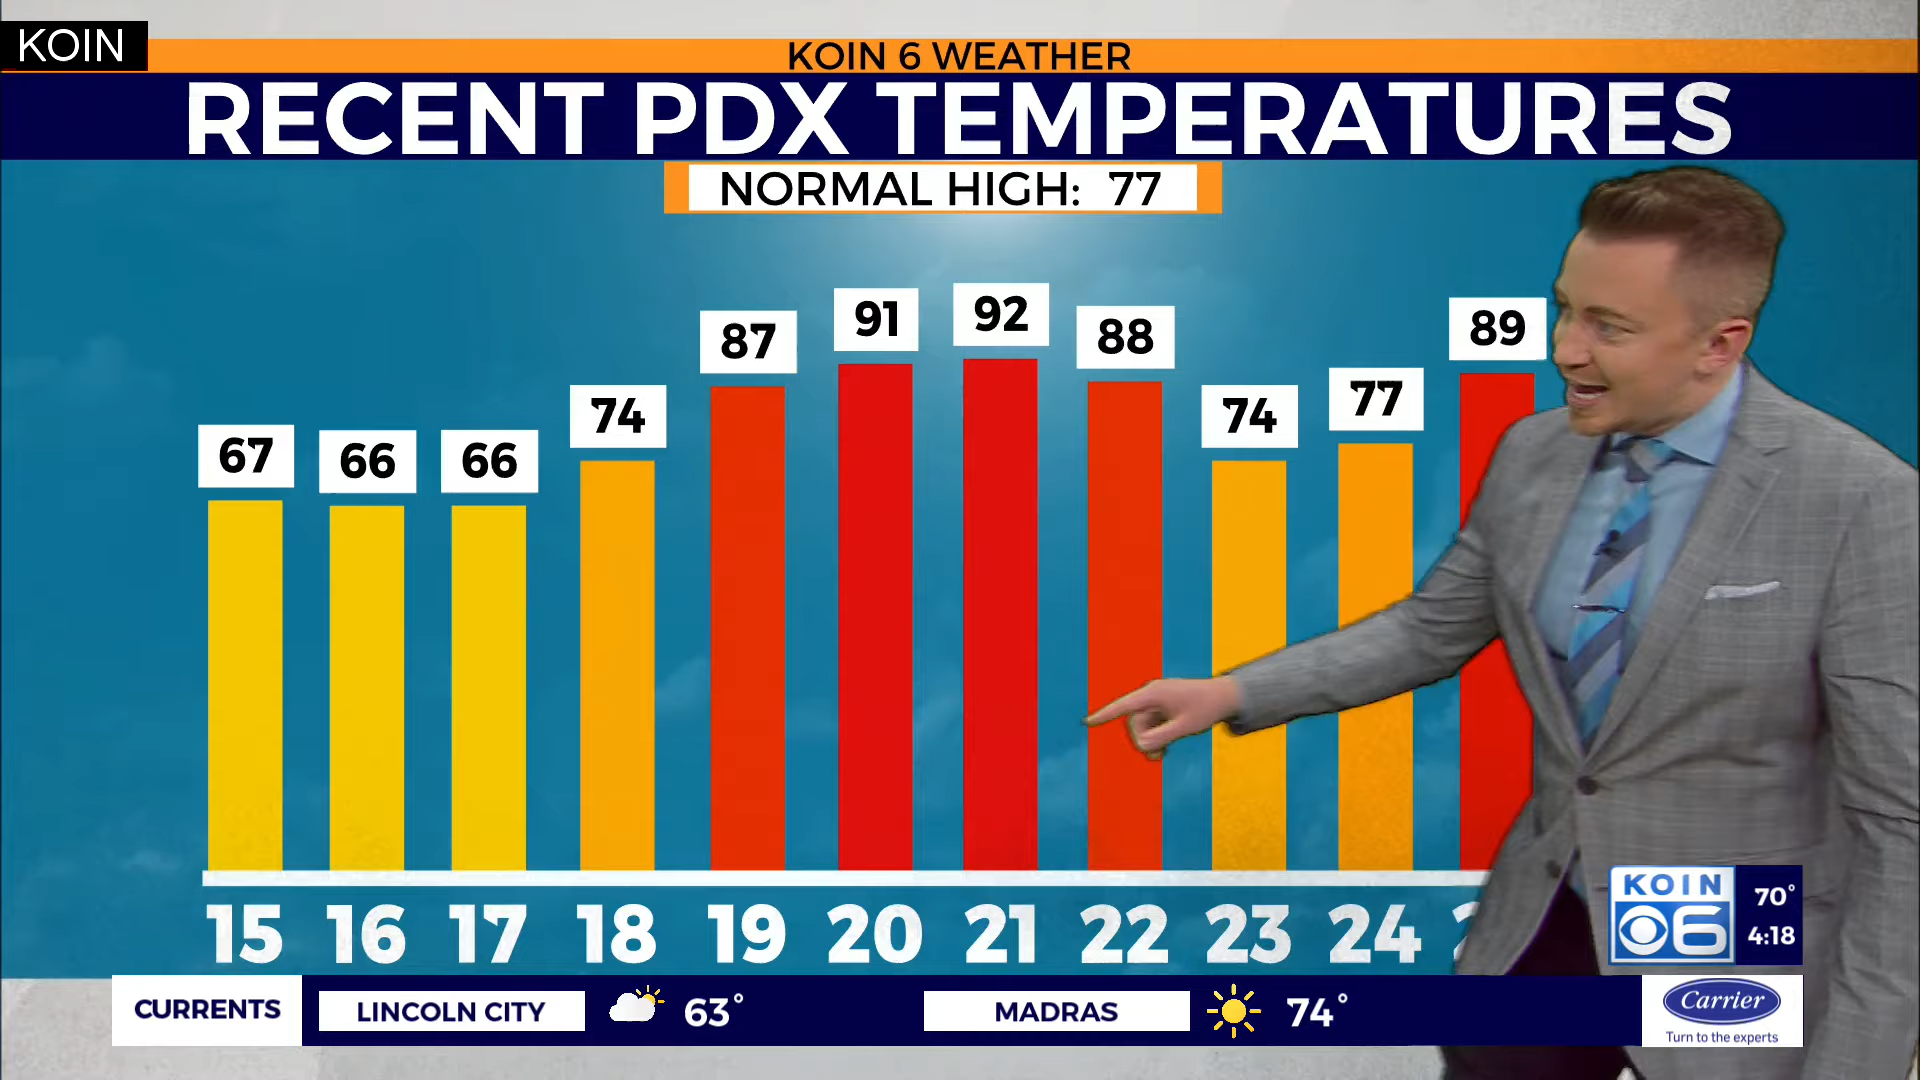 KOIN
KOIN 6 WEATHER
RECENT PDX TEMPERATURES
NORMAL HIGH: 77
67 66 66 74 87 91 92 88 74 77 89
15 16 17 18 19 20 21 22 23 24
KOIN 6
70°
4:18
CURRENTS LINCOLN CITY 63° MADRAS 74°
Carrier
Turn to the experts